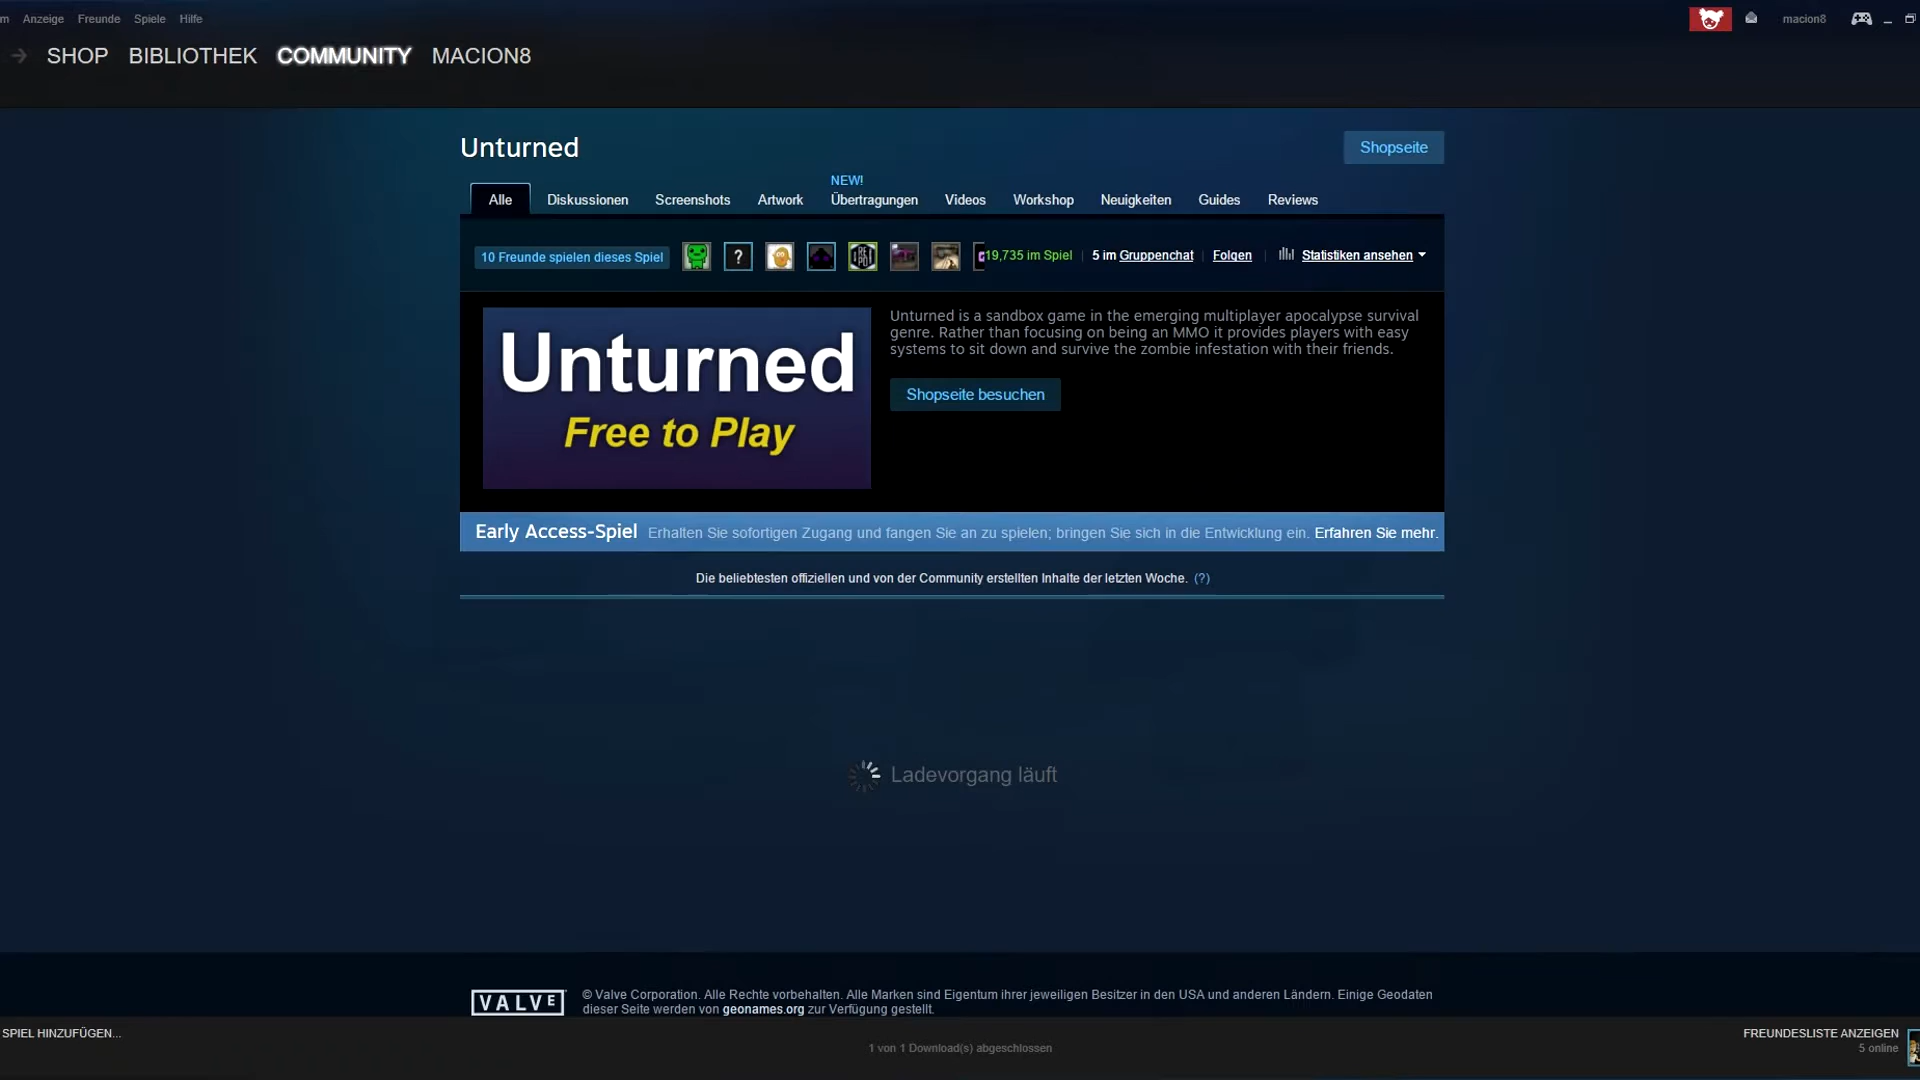 Anzeige Freunde Spiele Hilfe
macion8
SHOP BIBLIOTHEK COMMUNITY MACION8
Unturned
Shopseite
NEW!
Alle Diskussionen Screenshots Artwork Übertragungen Videos Workshop Neuigkeiten Guides Reviews
10 Freunde spielen dieses Spiel
?
19,735 im Spiel 5 im Gruppenchat Folgen Statistiken ansehen
Unturned
Free to Play
Unturned is a sandbox game in the emerging multiplayer apocalypse survival
genre. Rather than focusing on being an MMO it provides players with easy
systems to sit down and survive the zombie infestation with their friends.
Shopseite besuchen
Early Access-Spiel Erhalten Sie sofortigen Zugang und fangen Sie an zu spielen; bringen Sie sich in die Entwicklung ein. Erfahren Sie mehr.
Die beliebtesten offiziellen und von der Community erstellten Inhalte der letzten Woche. (?)
Ladevorgang läuft
VALVE
© Valve Corporation. Alle Rechte vorbehalten. Alle Marken sind Eigentum ihrer jeweiligen Besitzer in den USA und anderen Ländern. Einige Geodaten
dieser Seite werden von geonames.org zur Verfügung gestellt.
SPIEL HINZUFÜGEN...
1 von 1 Download(s) abgeschlossen
FREUNDESLISTE ANZEIGEN
5 online